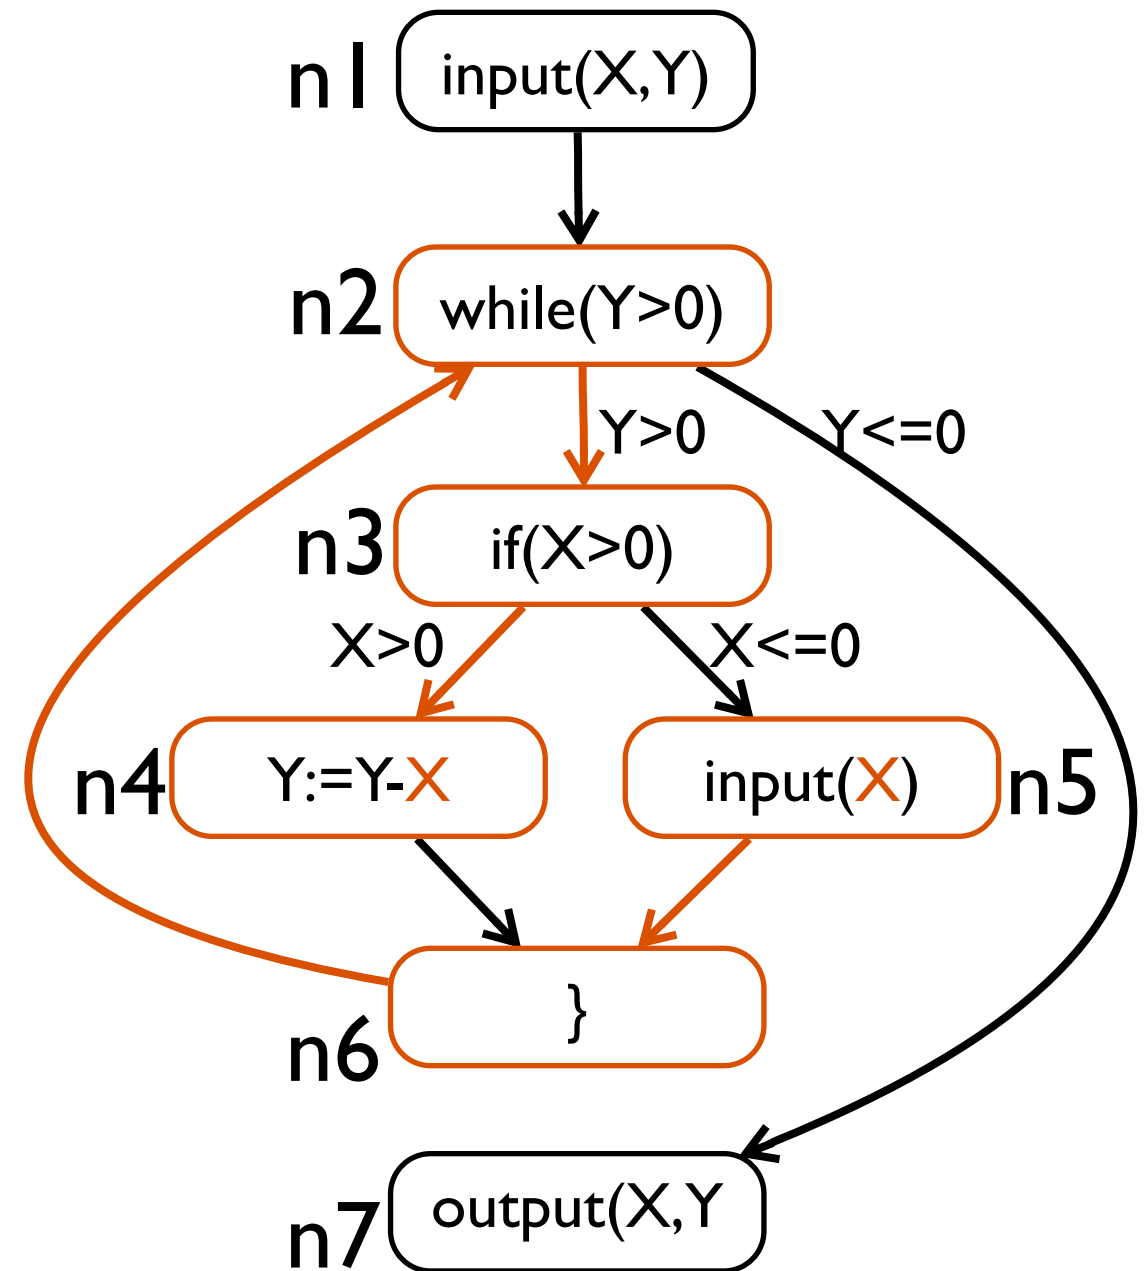 n1
input(X,Y)
n2
while(Y>0)
Y>0
Y<=0
n3
if(X>0)
X>0
X<=0
n4
Y:=Y-X
input(X)
n5
}
n6
output(X,Y
n7